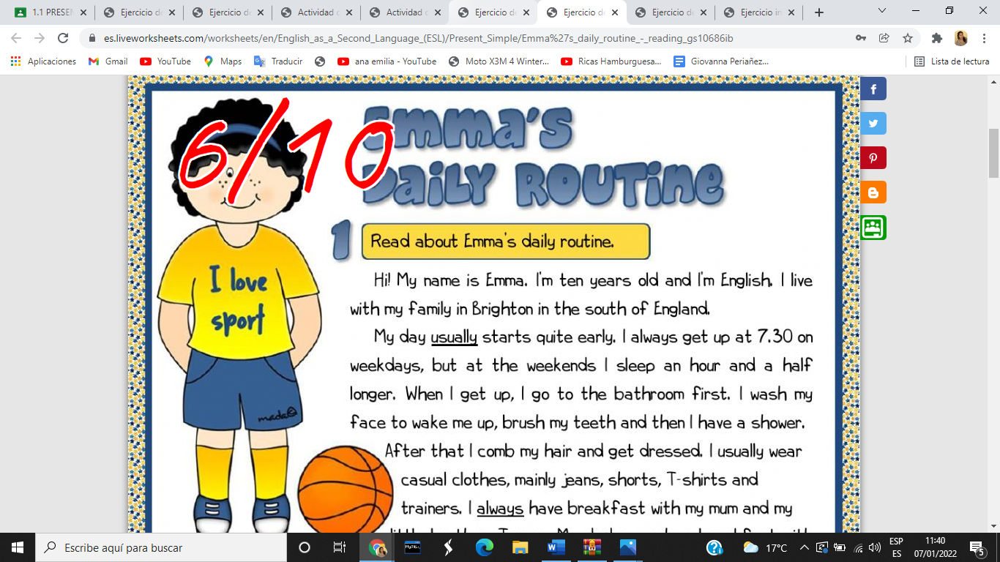 1.1 PRESEN
Ejercicio de
Ejercicio de
Actividad d
Actividad d
Ejercicio de
Ejercicio de
Ejercicio de
Ejercicio in
es.liveworksheets.com/worksheets/en/English_as_a_Second_Language_(ESL)/Present_Simple/Emma%27s_daily_routine_-_reading_gs10686ib
Aplicaciones Gmail YouTube Maps Traducir ana emilia - YouTube Moto X3M 4 Winter... Ricas Hamburguesa... Giovanna Periañez... Lista de lectura
6/10
Emma's
Daily Routine
I love
sport
1 Read about Emma's daily routine.
Hi! My name is Emma. I'm ten years old and I'm English. I live
with my family in Brighton in the south of England.
My day usually starts quite early. I always get up at 7.30 on
weekdays, but at the weekends I sleep an hour and a half
longer. When I get up, I go to the bathroom first. I wash my
face to wake me up, brush my teeth and then I have a shower.
After that I comb my hair and get dressed. I usually wear
casual clothes, mainly jeans, shorts, T-shirts and
trainers. I always have breakfast with my mum and my
mada
Escribe aquí para buscar
17°C
ESP
ES
11:40
07/01/2022
5